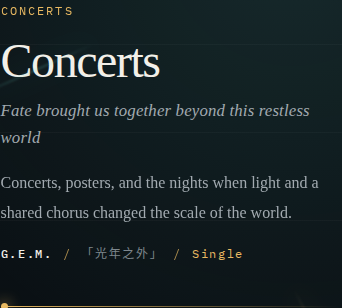 CONCERTS
Concerts
Fate brought us together beyond this restless
world
Concerts, posters, and the nights when light and a
shared chorus changed the scale of the world.
G.E.M. / 「光年之外」 / Single